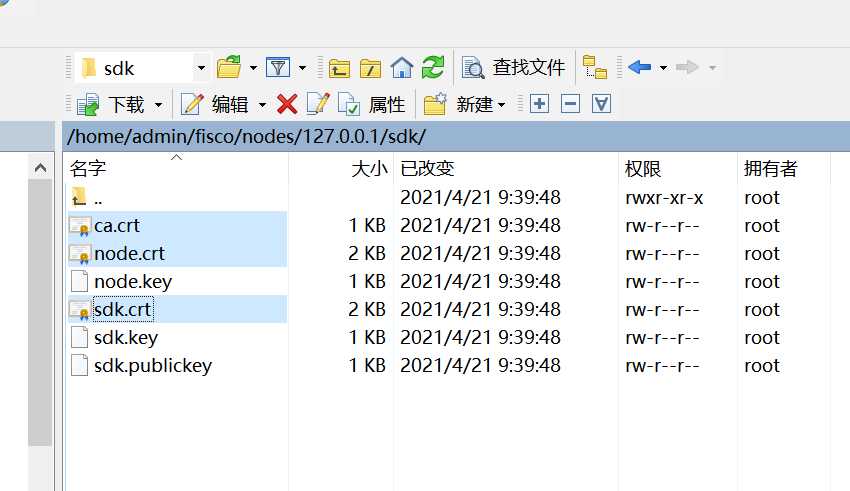 sdk 查找文件
下载 编辑 属性 新建
/home/admin/fisco/nodes/127.0.0.1/sdk/
名字 大小 已改变 权限 拥有者
.. 2021/4/21 9:39:48 rwxr-xr-x root
ca.crt 1 KB 2021/4/21 9:39:48 rw-r--r-- root
node.crt 2 KB 2021/4/21 9:39:48 rw-r--r-- root
node.key 1 KB 2021/4/21 9:39:48 rw-r--r-- root
sdk.crt 2 KB 2021/4/21 9:39:48 rw-r--r-- root
sdk.key 1 KB 2021/4/21 9:39:48 rw-r--r-- root
sdk.publickey 1 KB 2021/4/21 9:39:48 rw-r--r-- root